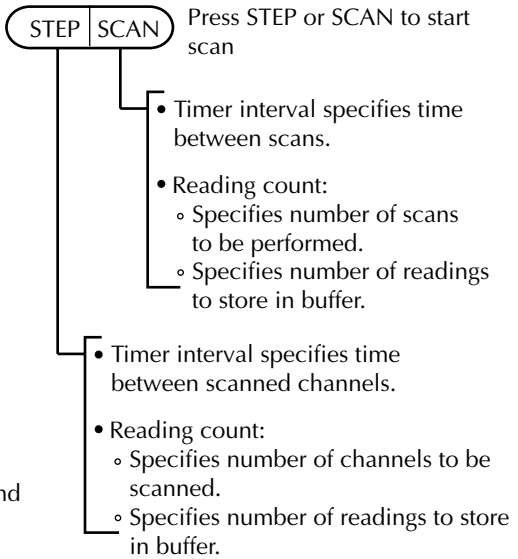 STEP SCAN
Press STEP or SCAN to start
scan
• Timer interval specifies time
between scans.
• Reading count:
∘ Specifies number of scans
to be performed.
∘ Specifies number of readings
to store in buffer.
• Timer interval specifies time
between scanned channels.
• Reading count:
∘ Specifies number of channels to be
scanned.
∘ Specifies number of readings to store
in buffer.